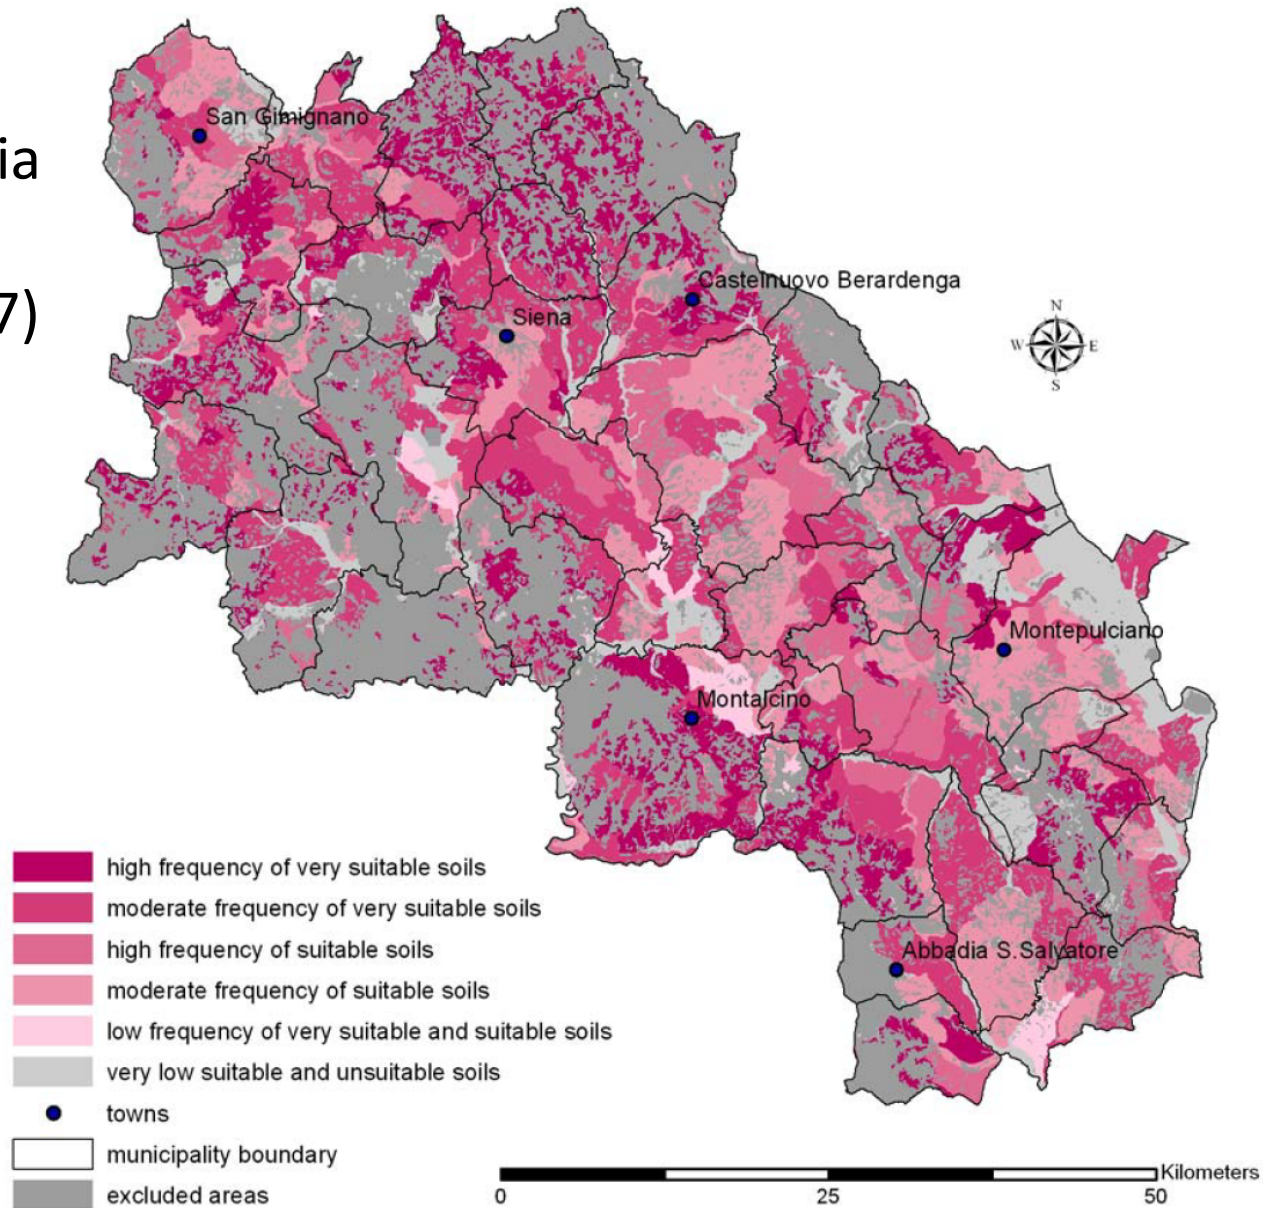 ia
7)
San Gimignano
Castelnuovo Berardenga
Siena
N
W
E
S
Montepulciano
Montalcino
Abbadia S.Salvatore
high frequency of very suitable soils
moderate frequency of very suitable soils
high frequency of suitable soils
moderate frequency of suitable soils
low frequency of very suitable and suitable soils
very low suitable and unsuitable soils
towns
municipality boundary
excluded areas
Kilometers
0 25 50